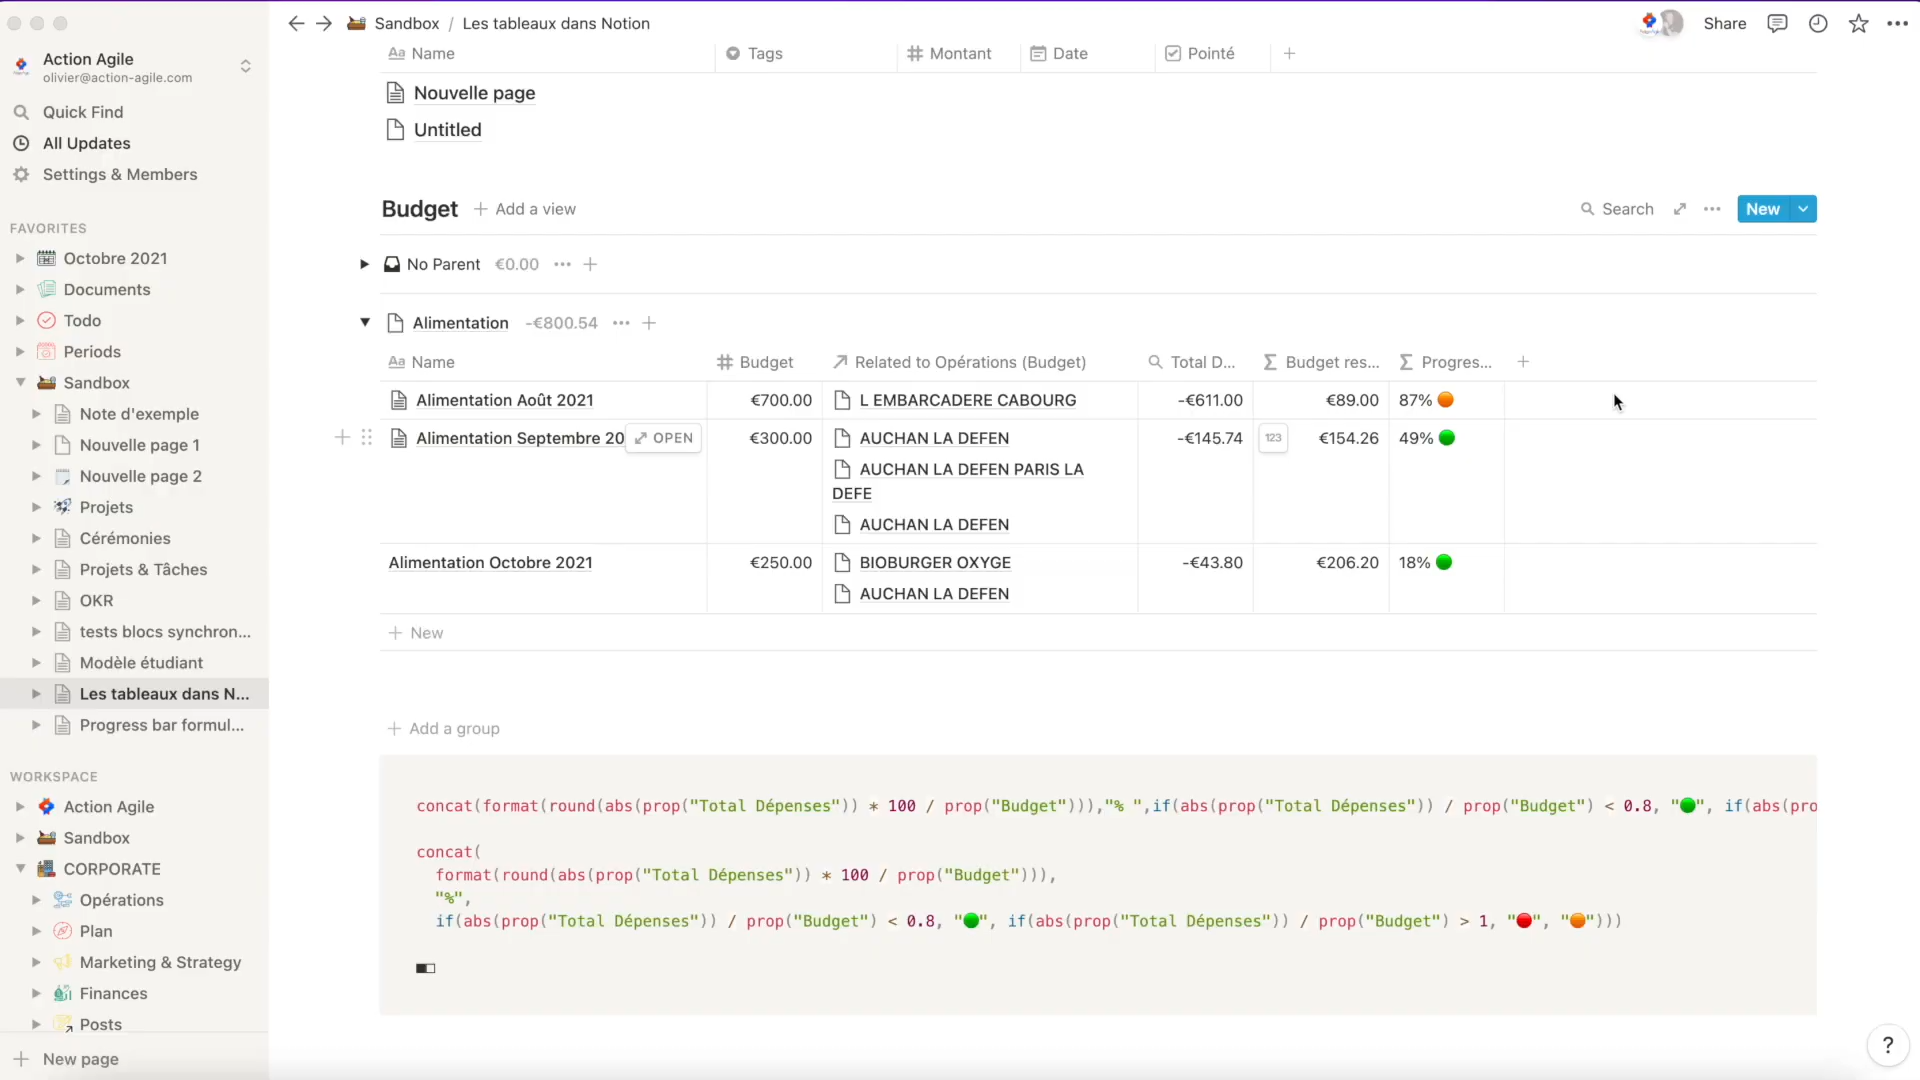 Sandbox / Les tableaux dans Notion
Share
Action Agile
olivier@action-agile.com
Quick Find
All Updates
Settings & Members
FAVORITES
Octobre 2021
Documents
Todo
Periods
Sandbox
Note d'exemple
Nouvelle page 1
Nouvelle page 2
Projets
Cérémonies
Projets & Tâches
OKR
tests blocs synchron...
Modèle étudiant
Les tableaux dans N...
Progress bar formul...
WORKSPACE
Action Agile
Sandbox
CORPORATE
Opérations
Plan
Marketing & Strategy
Finances
Posts
New page
Aa Name Tags # Montant Date Pointé +
Nouvelle page
Untitled
Budget + Add a view
Search ... New
No Parent €0.00 ... +
Alimentation -€800.54 ... +
Aa Name # Budget Related to Opérations (Budget) Total D... Σ Budget res... Σ Progres... +
Alimentation Août 2021 €700.00 L EMBARCADERE CABOURG -€611.00 €89.00 87% 🟠
Alimentation Septembre 20 OPEN €300.00 AUCHAN LA DEFEN -€145.74 123 €154.26 49% 🟢
AUCHAN LA DEFEN PARIS LA
DEFE
AUCHAN LA DEFEN
Alimentation Octobre 2021 €250.00 BIOBURGER OXYGE -€43.80 €206.20 18% 🟢
AUCHAN LA DEFEN
+ New
+ Add a group
concat(format(round(abs(prop("Total Dépenses")) * 100 / prop("Budget"))),"% ",if(abs(prop("Total Dépenses")) / prop("Budget") < 0.8, "🟢", if(abs(pro
concat(
format(round(abs(prop("Total Dépenses")) * 100 / prop("Budget"))),
"%",
if(abs(prop("Total Dépenses")) / prop("Budget") < 0.8, "🟢", if(abs(prop("Total Dépenses")) / prop("Budget") > 1, "🔴", "🟠")))
■□
?